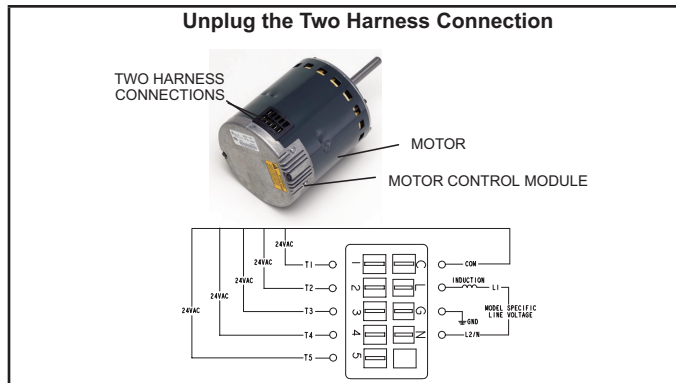 Unplug the Two Harness Connection
TWO HARNESS
CONNECTIONS
MOTOR
MOTOR CONTROL MODULE
24VAC
24VAC
24VAC
24VAC
24VAC
T1
T2
T3
T4
T5
1
2
3
4
5
C
L
G
N
COM
INDUCTION
L1
MODEL SPECIFIC
LINE VOLTAGE
GND
L2/N